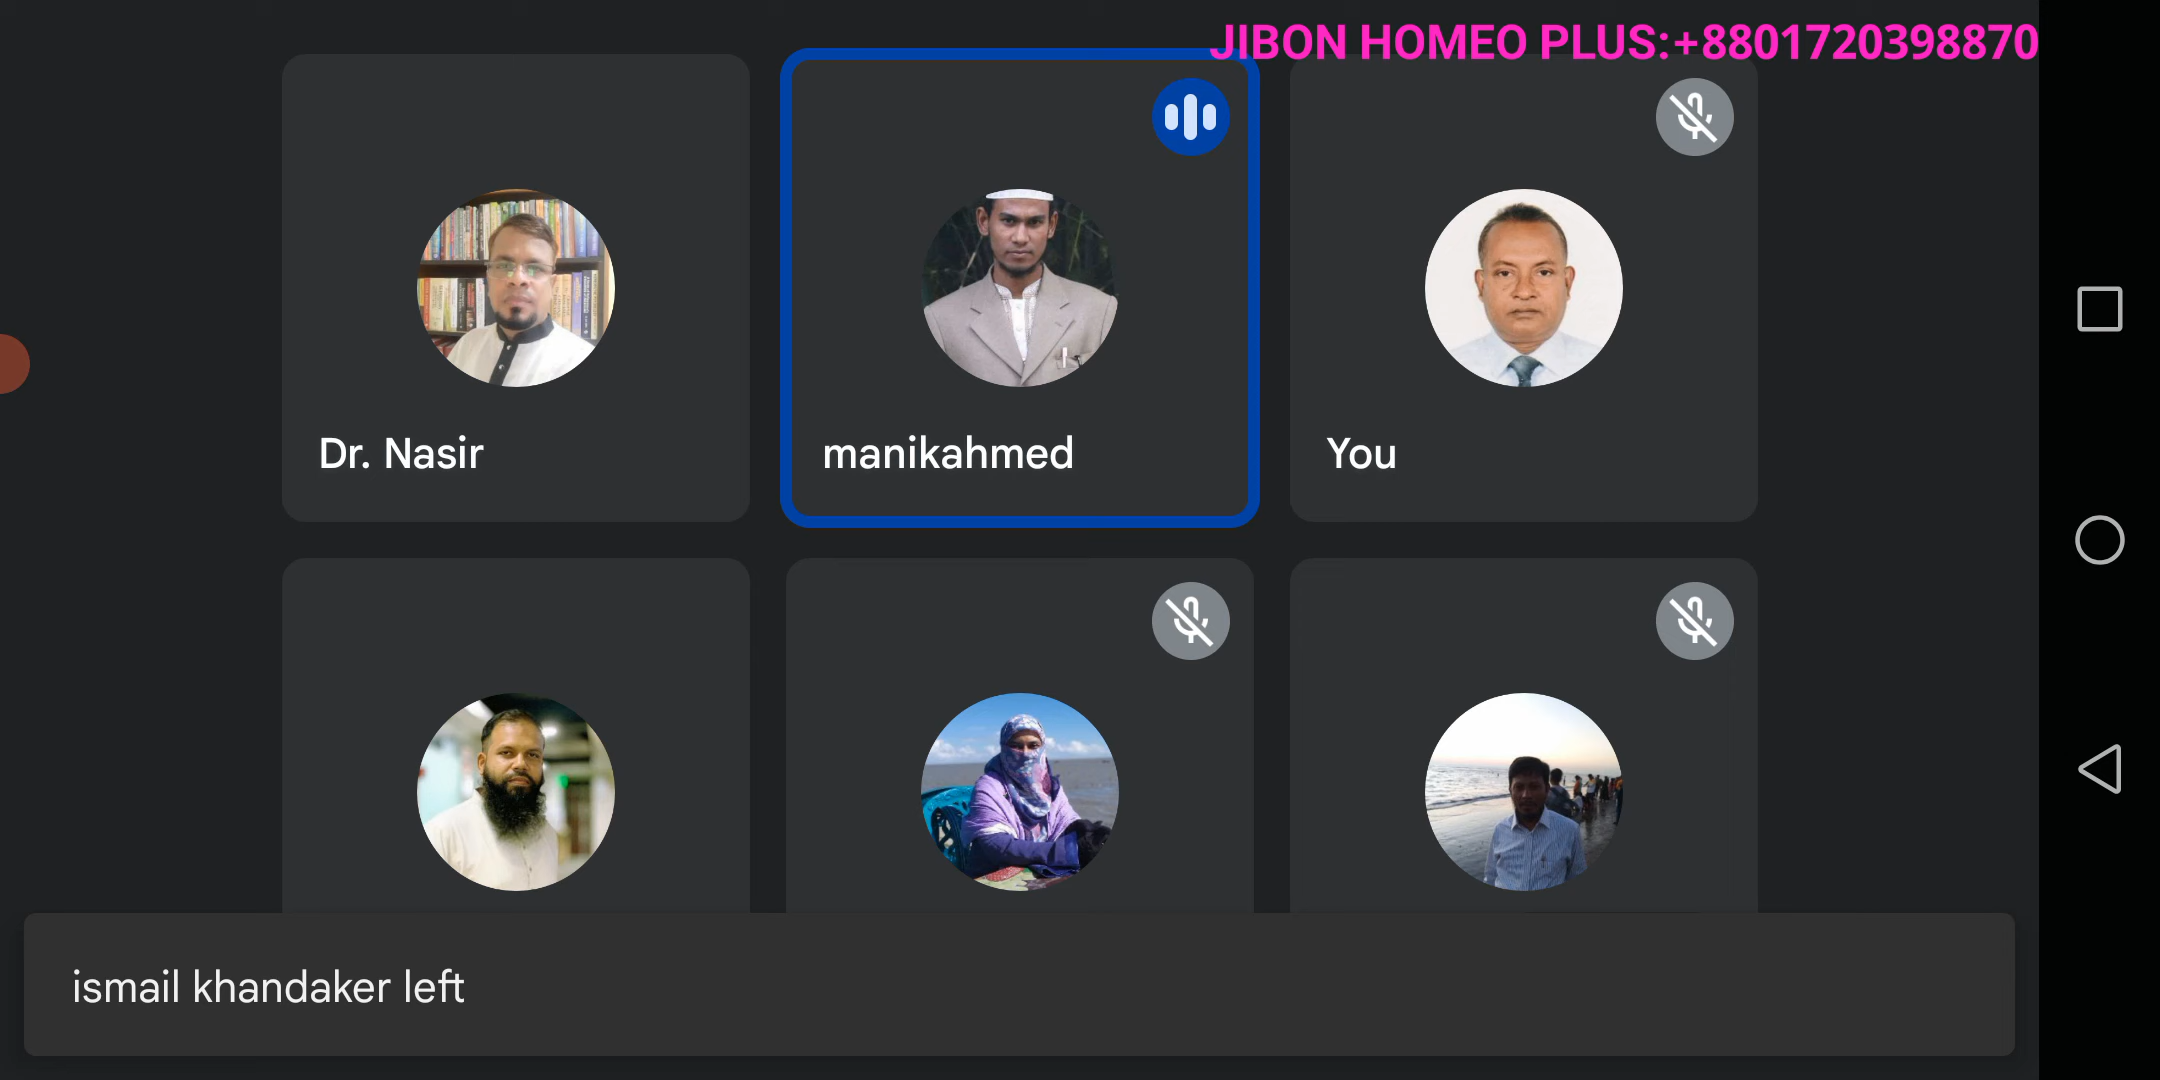 JIBON HOMEO PLUS:+8801720398870
Dr. Nasir
manikahmed
You
ismail khandaker left